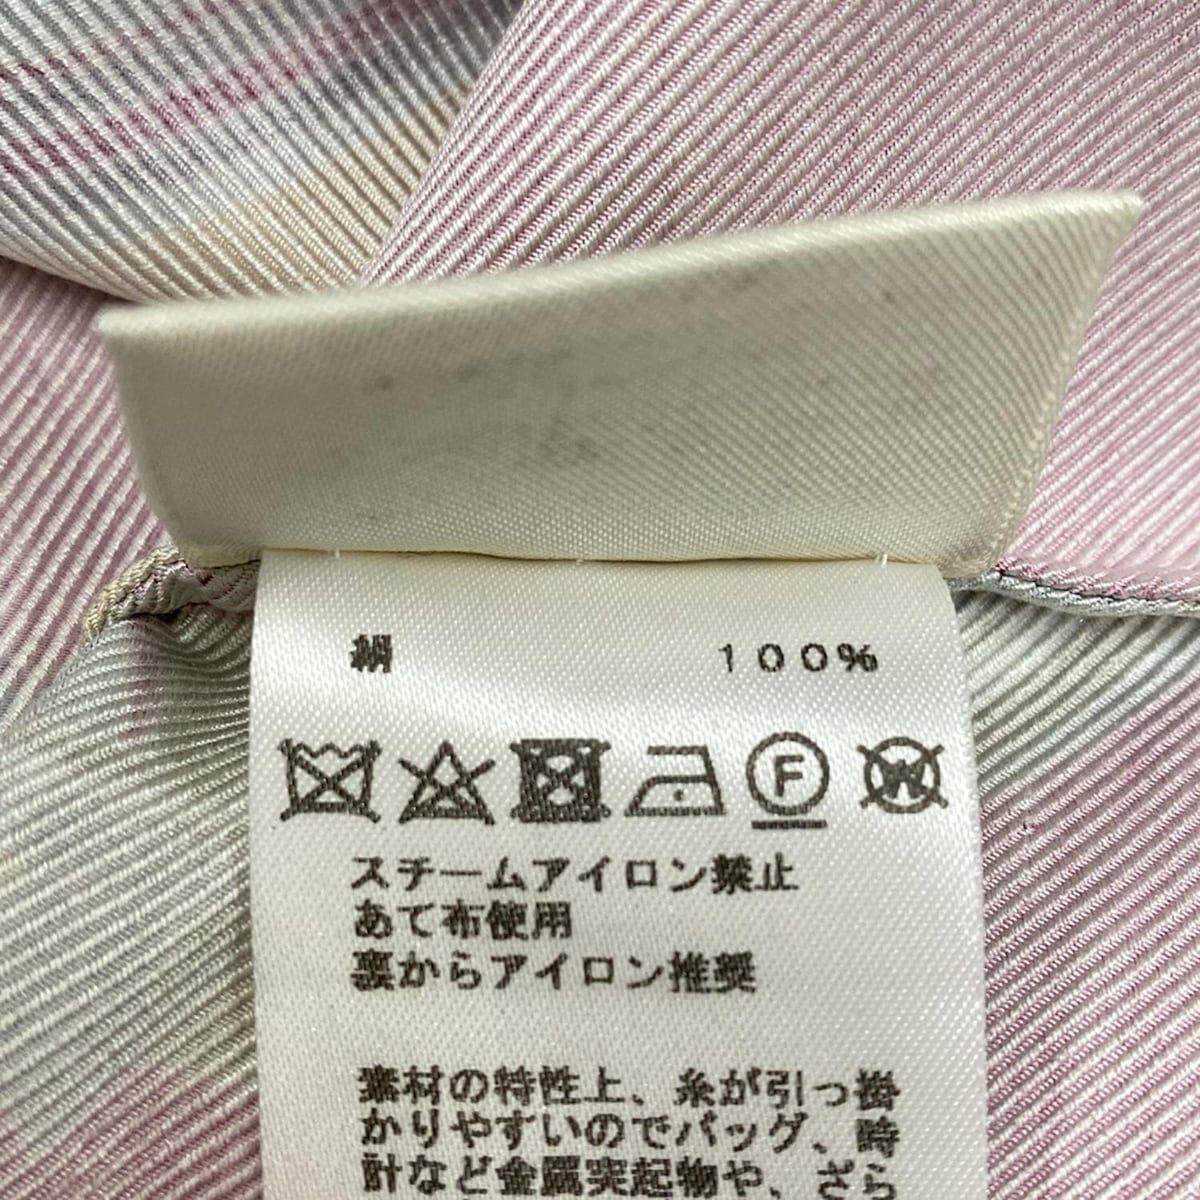 絹 100%
F W
スチームアイロン禁止
あて布使用
裏からアイロン推奨
素材の特性上、糸が引っ掛
かりやすいのでバッグ、時
計など金属突起物や、ざら